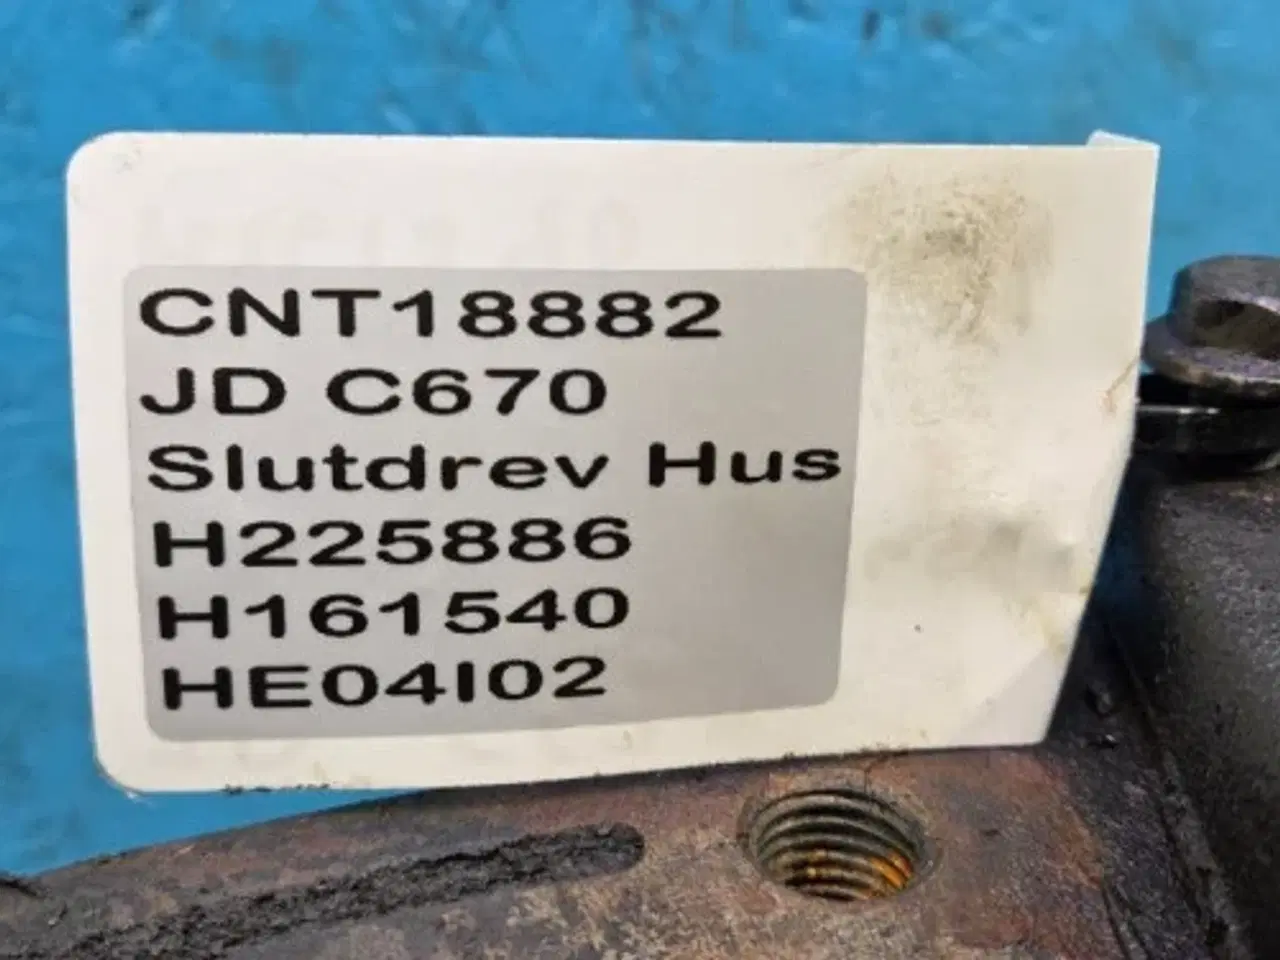 CNT18882
JD C670
Slutdrev Hus
H225886
H161540
HE04I02